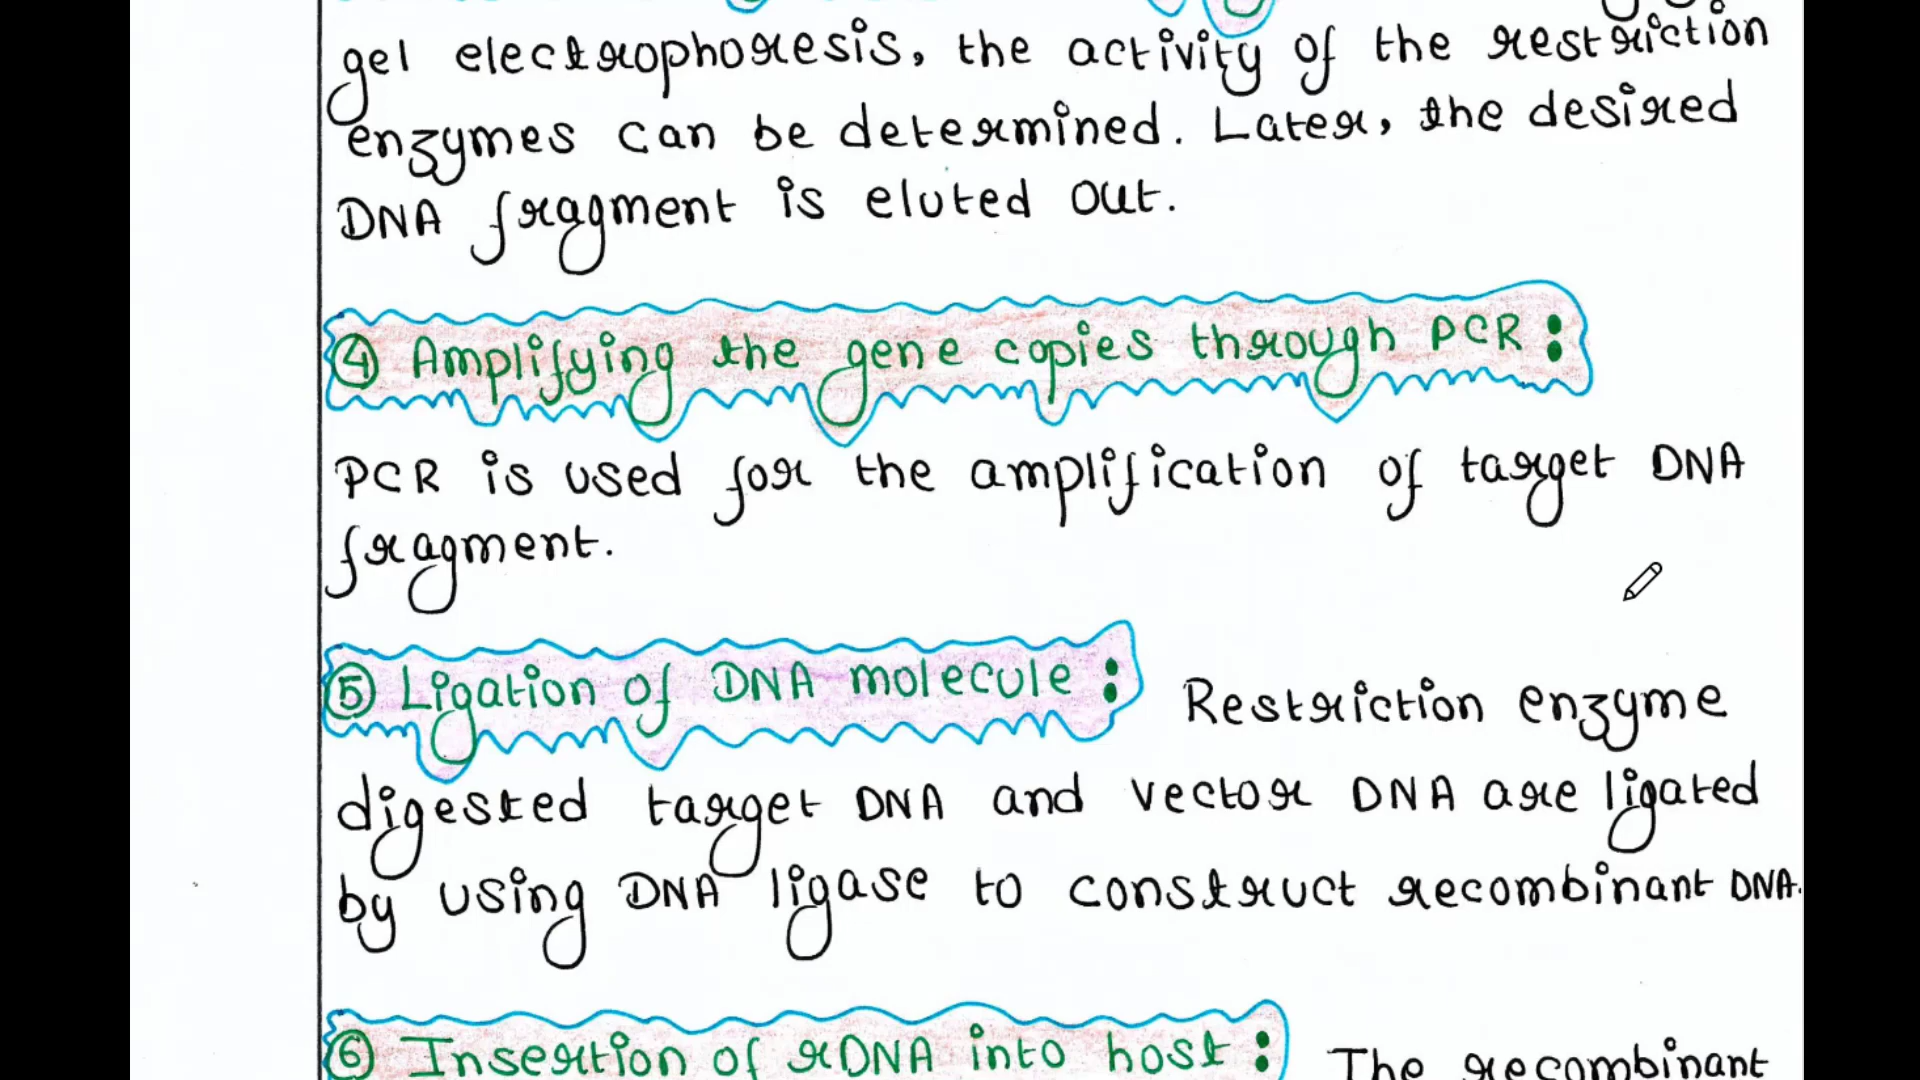 gel electrophoresis, the activity of the restriction
enzymes can be determined. Later, the desired
DNA fragment is eluted out.
④ Amplifying the gene copies through PCR:
PCR is used for the amplification of target DNA
fragment.
⑤ Ligation of DNA molecule: Restriction enzyme
digested target DNA and vector DNA are ligated
by using DNA ligase to construct recombinant DNA.
⑥ Insertion of rDNA into host: The recombinant